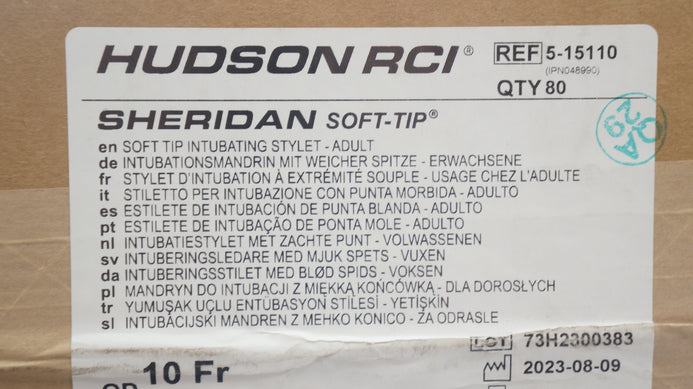 HUDSON RCI®
REF 5-15110
(IPN048990)
QTY 80
SHERIDAN SOFT-TIP®
QA
29
en SOFT TIP INTUBATING STYLET - ADULT
de INTUBATIONSMANDRIN MIT WEICHER SPITZE - ERWACHSENE
fr STYLET D'INTUBATION À EXTRÉMITÉ SOUPLE - USAGE CHEZ L'ADULTE
it STILETTO PER INTUBAZIONE CON PUNTA MORBIDA - ADULTO
es ESTILETE DE INTUBACIÓN DE PUNTA BLANDA - ADULTO
pt ESTILETE DE INTUBAÇÃO DE PONTA MOLE - ADULTO
nl INTUBATIESTYLET MET ZACHTE PUNT - VOLWASSENEN
sv INTUBERINGSLEDARE MED MJUK SPETS - VUXEN
da INTUBERINGSSTILET MED BLØD SPIDS - VOKSEN
pl MANDRYN DO INTUBACJI Z MIĘKKĄ KOŃCÓWKĄ - DLA DOROSŁYCH
tr YUMUŞAK UÇLU ENTÜBASYON STİLESİ - YETİŞKİN
sl INTUBACIJSKI MANDREN Z MEHKO KONICO - ZA ODRASLE
LOT 73H2300383
10 Fr
2023-08-09